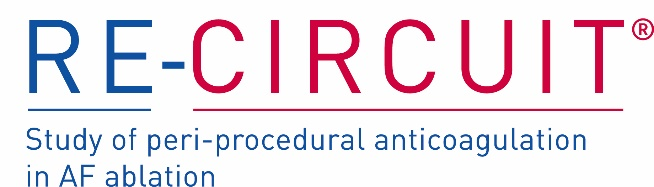 RE-CIRCUIT®
Study of peri-procedural anticoagulation
in AF ablation